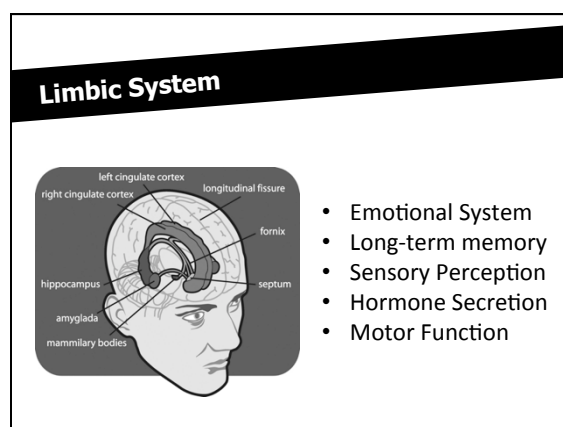 Limbic System
left cingulate cortex
right cingulate cortex
longitudinal fissure
fornix
hippocampus
septum
amyglada
mammilary bodies
• Emotional System
• Long-term memory
• Sensory Perception
• Hormone Secretion
• Motor Function